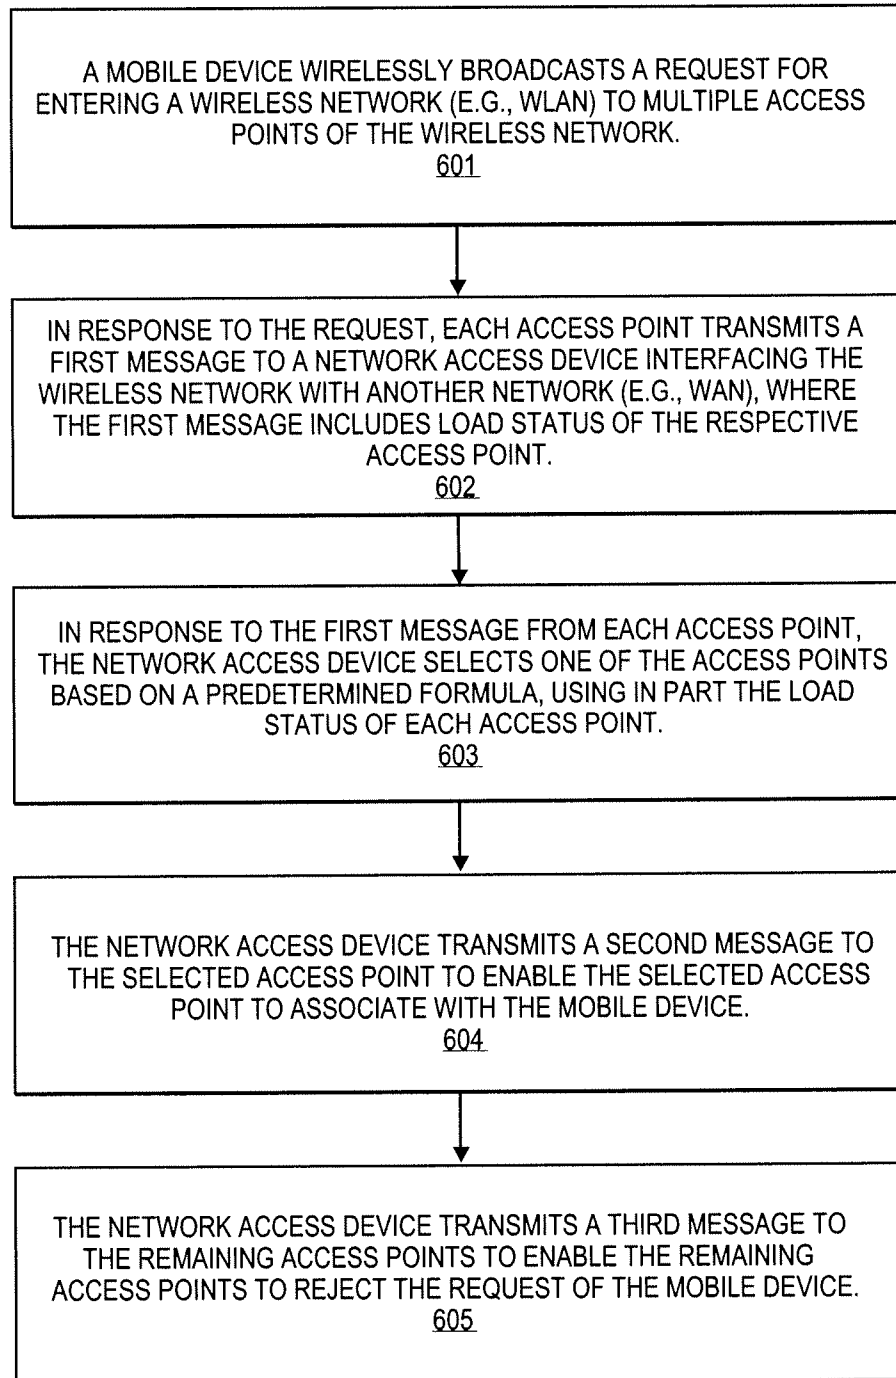 A MOBILE DEVICE WIRELESSLY BROADCASTS A REQUEST FOR
ENTERING A WIRELESS NETWORK (E.G., WLAN) TO MULTIPLE ACCESS
POINTS OF THE WIRELESS NETWORK.
601
IN RESPONSE TO THE REQUEST, EACH ACCESS POINT TRANSMITS A
FIRST MESSAGE TO A NETWORK ACCESS DEVICE INTERFACING THE
WIRELESS NETWORK WITH ANOTHER NETWORK (E.G., WAN), WHERE
THE FIRST MESSAGE INCLUDES LOAD STATUS OF THE RESPECTIVE
ACCESS POINT.
602
IN RESPONSE TO THE FIRST MESSAGE FROM EACH ACCESS POINT,
THE NETWORK ACCESS DEVICE SELECTS ONE OF THE ACCESS POINTS
BASED ON A PREDETERMINED FORMULA, USING IN PART THE LOAD
STATUS OF EACH ACCESS POINT.
603
THE NETWORK ACCESS DEVICE TRANSMITS A SECOND MESSAGE TO
THE SELECTED ACCESS POINT TO ENABLE THE SELECTED ACCESS
POINT TO ASSOCIATE WITH THE MOBILE DEVICE.
604
THE NETWORK ACCESS DEVICE TRANSMITS A THIRD MESSAGE TO
THE REMAINING ACCESS POINTS TO ENABLE THE REMAINING
ACCESS POINTS TO REJECT THE REQUEST OF THE MOBILE DEVICE.
605